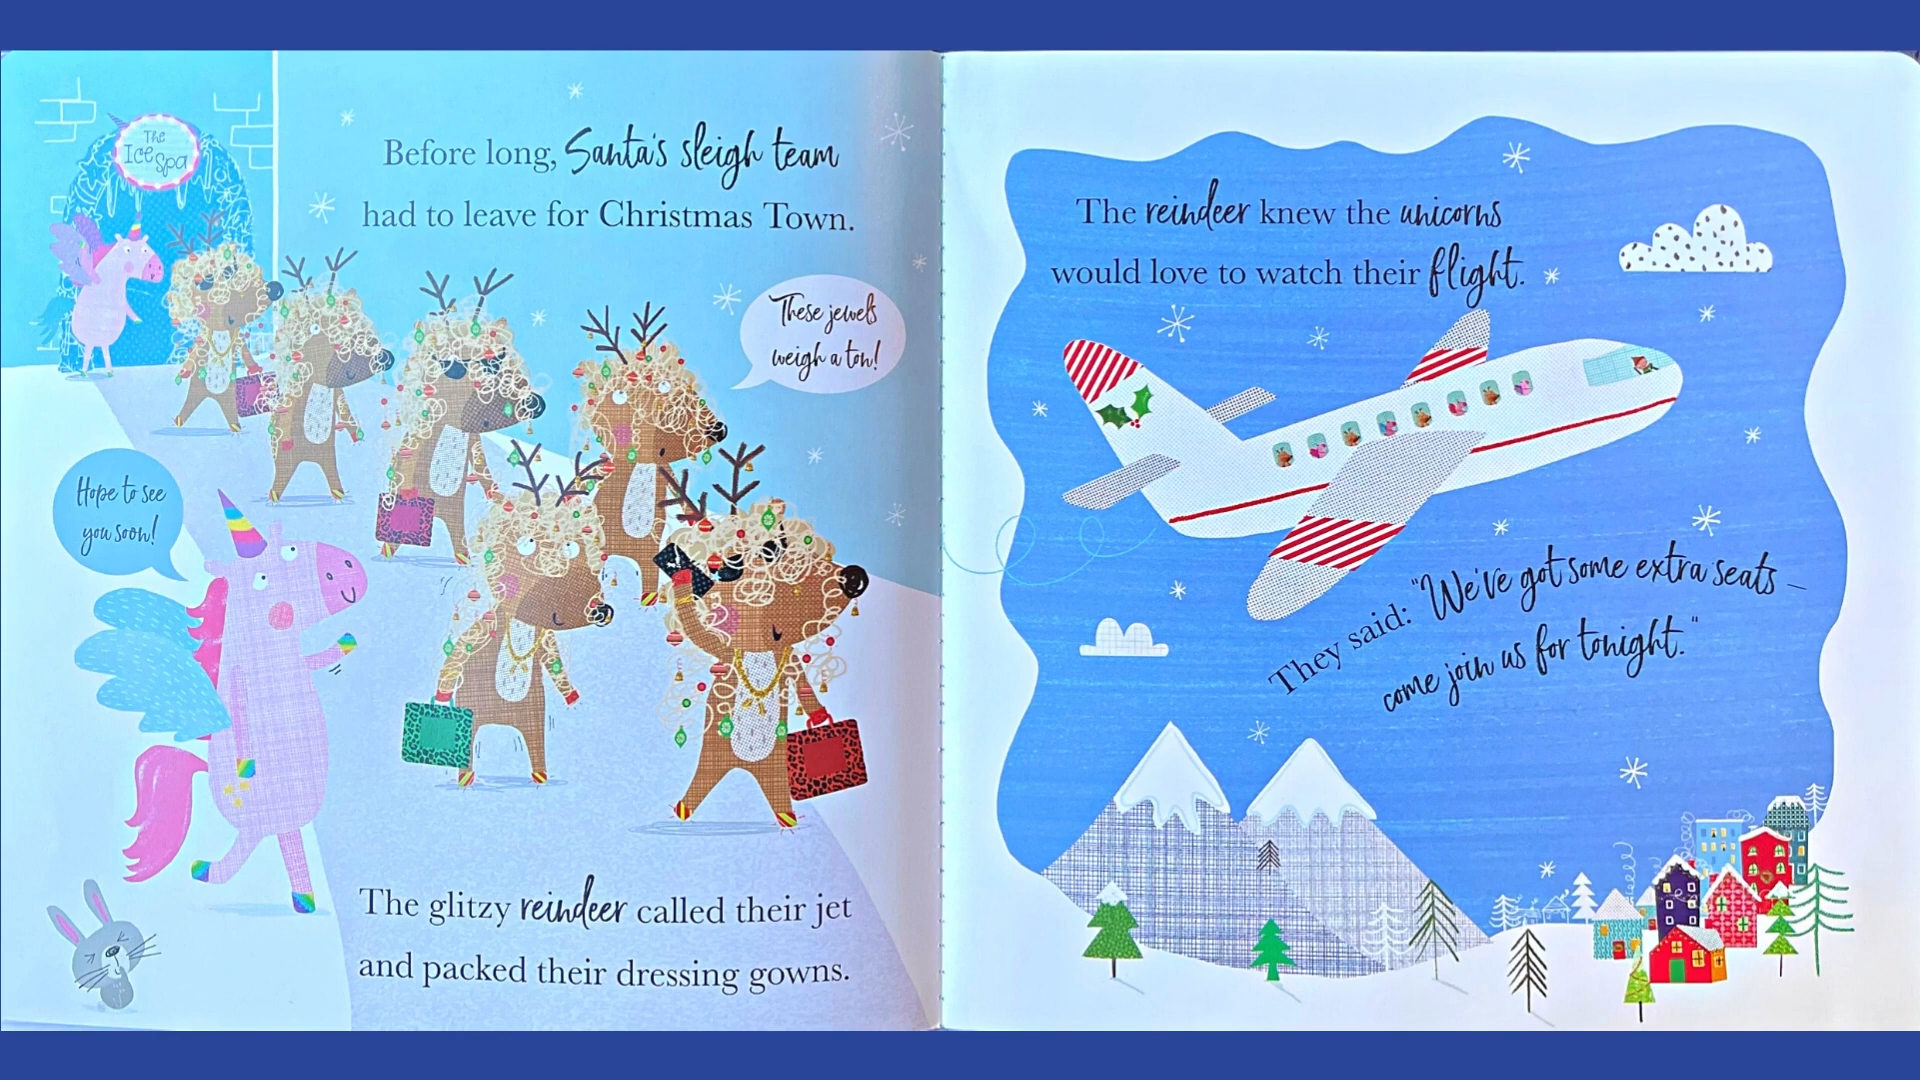 The
Ice Spa
Before long, Santa's sleigh team
had to leave for Christmas Town.
These jewels
weigh a ton!
Hope to see
you soon!
The glitzy reindeer called their jet
and packed their dressing gowns.
The reindeer knew the unicorns
would love to watch their flight.
They said: "We've got some extra seats –
come join us for tonight."